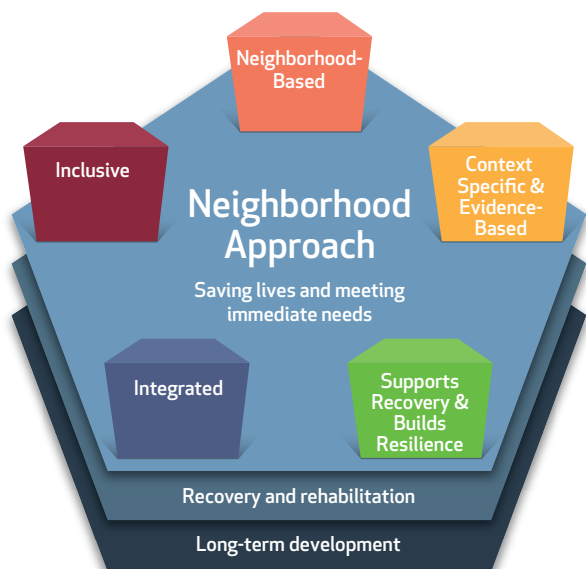 Neighborhood-
Based
Inclusive
Context
Specific &
Evidence-
Based
Neighborhood
Approach
Saving lives and meeting
immediate needs
Integrated
Supports
Recovery &
Builds
Resilience
Recovery and rehabilitation
Long-term development